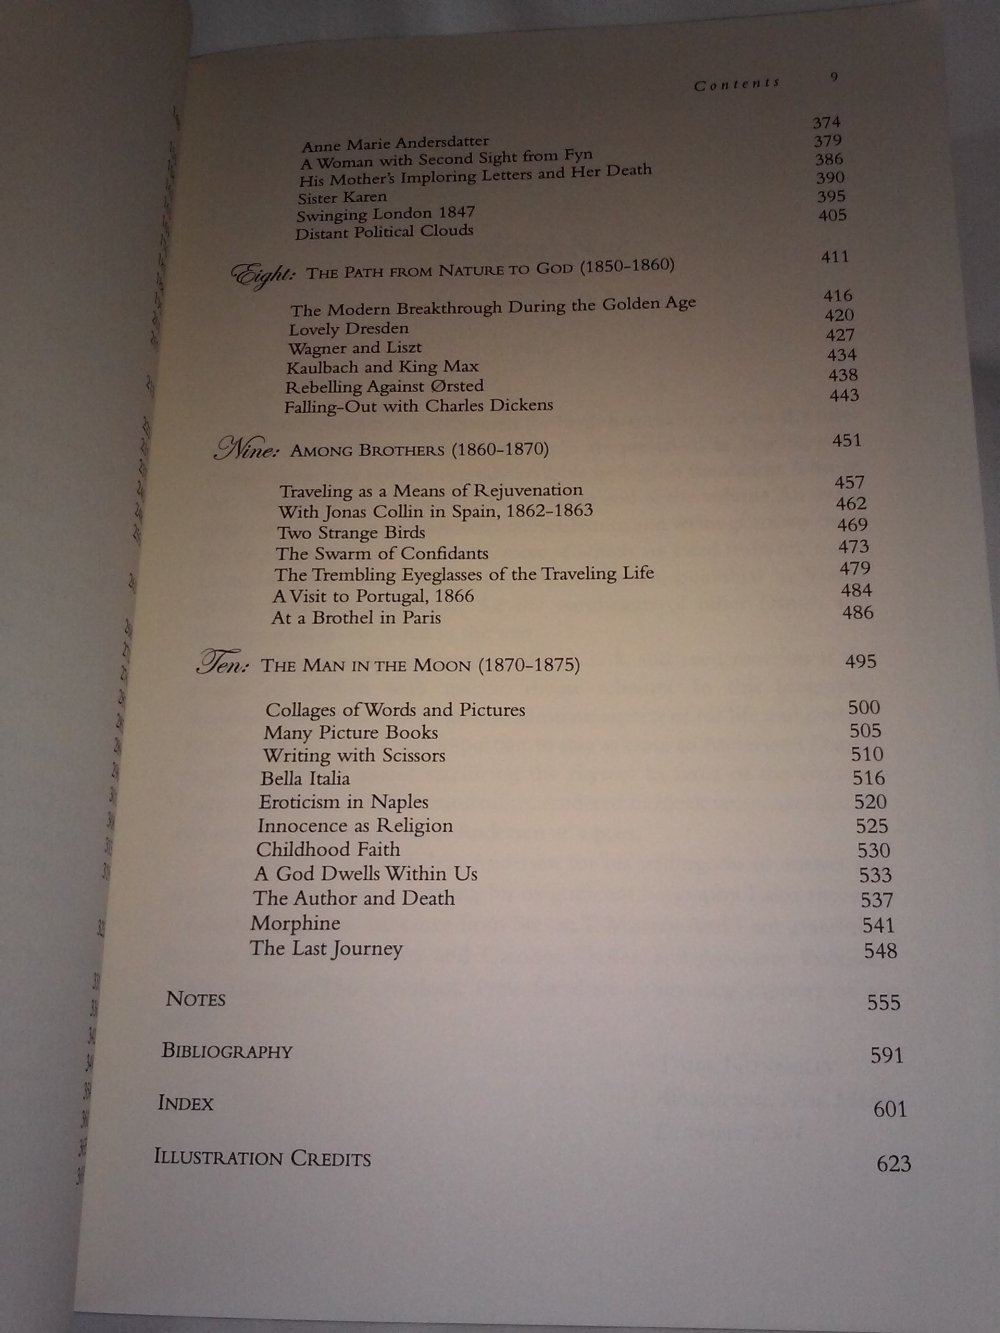 Contents 9
Anne Marie Andersdatter 374
A Woman with Second Sight from Fyn 379
His Mother's Imploring Letters and Her Death 386
Sister Karen 390
Swinging London 1847 395
Distant Political Clouds 405
Eight: The Path from Nature to God (1850–1860) 411
The Modern Breakthrough During the Golden Age 416
Lovely Dresden 420
Wagner and Liszt 427
Kaulbach and King Max 434
Rebelling Against Ørsted 438
Falling-Out with Charles Dickens 443
Nine: Among Brothers (1860–1870) 451
Traveling as a Means of Rejuvenation 457
With Jonas Collin in Spain, 1862–1863 462
Two Strange Birds 469
The Swarm of Confidants 473
The Trembling Eyeglasses of the Traveling Life 479
A Visit to Portugal, 1866 484
At a Brothel in Paris 486
Ten: The Man in the Moon (1870–1875) 495
Collages of Words and Pictures 500
Many Picture Books 505
Writing with Scissors 510
Bella Italia 516
Eroticism in Naples 520
Innocence as Religion 525
Childhood Faith 530
A God Dwells Within Us 533
The Author and Death 537
Morphine 541
The Last Journey 548
Notes 555
Bibliography 591
Index 601
Illustration Credits 623